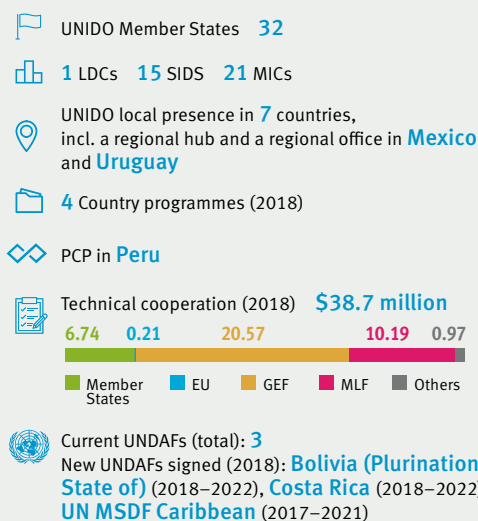 UNIDO Member States 32
1 LDCs 15 SIDS 21 MICs
UNIDO local presence in 7 countries,
incl. a regional hub and a regional office in Mexico
and Uruguay
4 Country programmes (2018)
PCP in Peru
Technical cooperation (2018) $38.7 million
6.74 0.21 20.57 10.19 0.97
Member States EU GEF MLF Others
Current UNDAFs (total): 3
New UNDAFs signed (2018): Bolivia (Plurination
State of) (2018–2022), Costa Rica (2018–2022)
UN MSDF Caribbean (2017–2021)